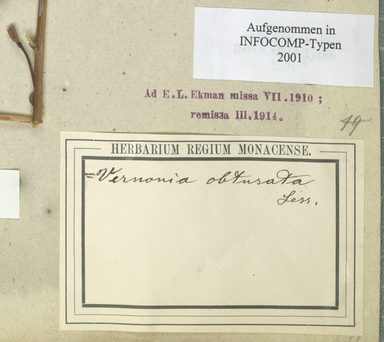 Aufgenommen in
INFOCOMP-Typen
2001
Ad E.L. Ekman missa VII.1910 ;
remissa III.1914.
44
HERBARIUM REGIUM MONACENSE.
=Vernonia obtusata
Less.